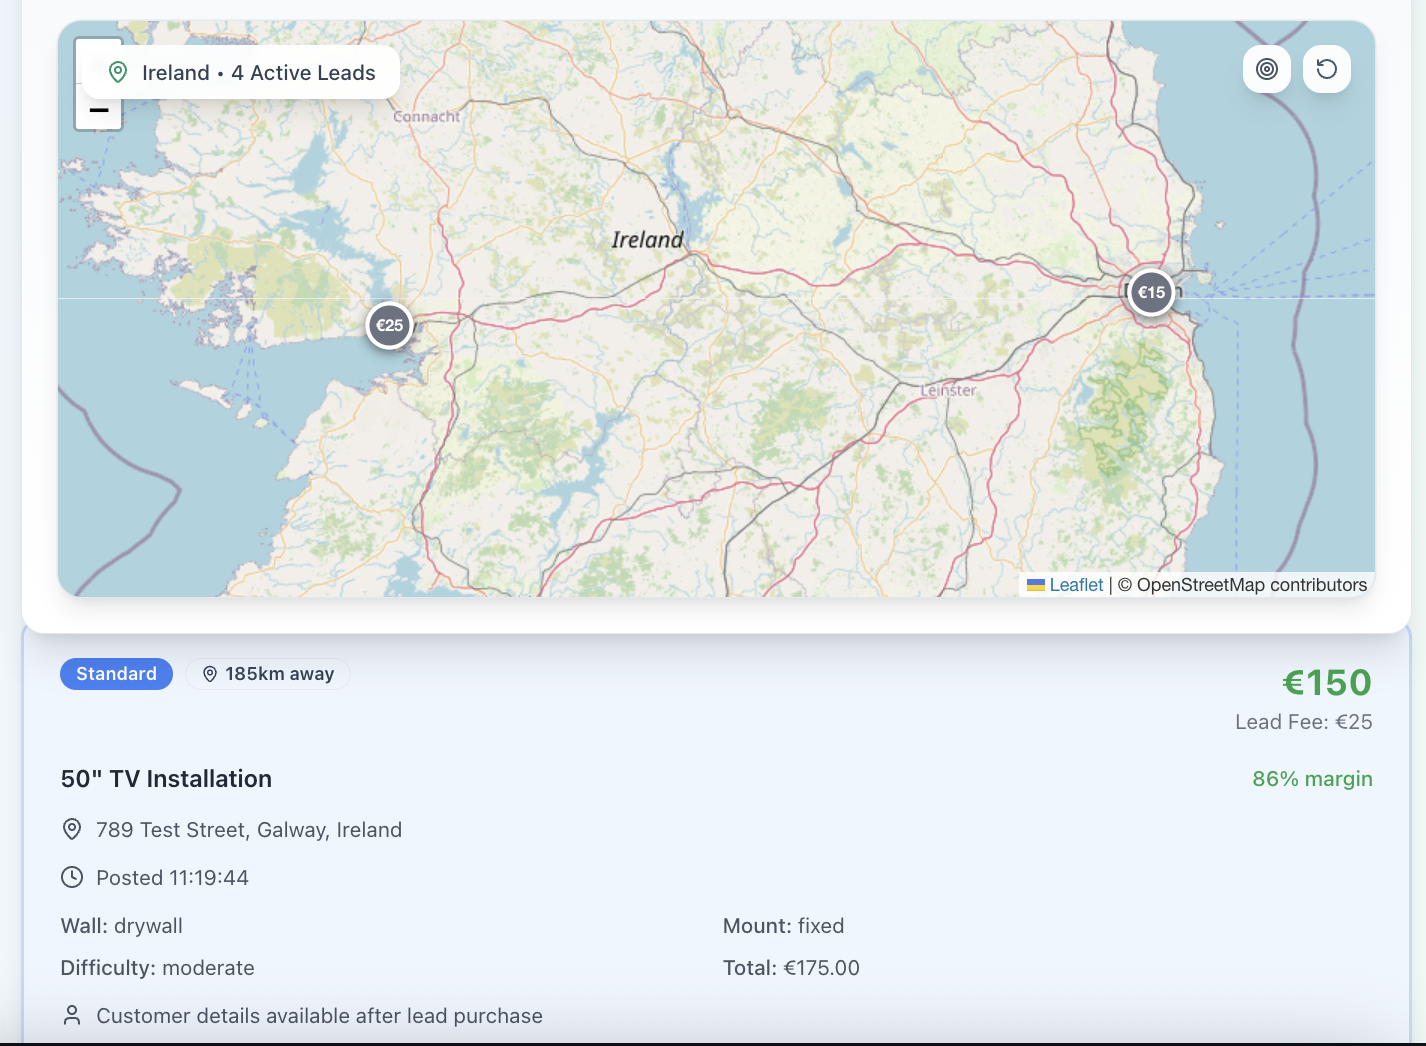 Ireland • 4 Active Leads
−
Connacht
Ireland
€25
€15
Leinster
Leaflet | © OpenStreetMap contributors
Standard
185km away
€150
Lead Fee: €25
50" TV Installation
86% margin
789 Test Street, Galway, Ireland
Posted 11:19:44
Wall: drywall
Mount: fixed
Difficulty: moderate
Total: €175.00
Customer details available after lead purchase